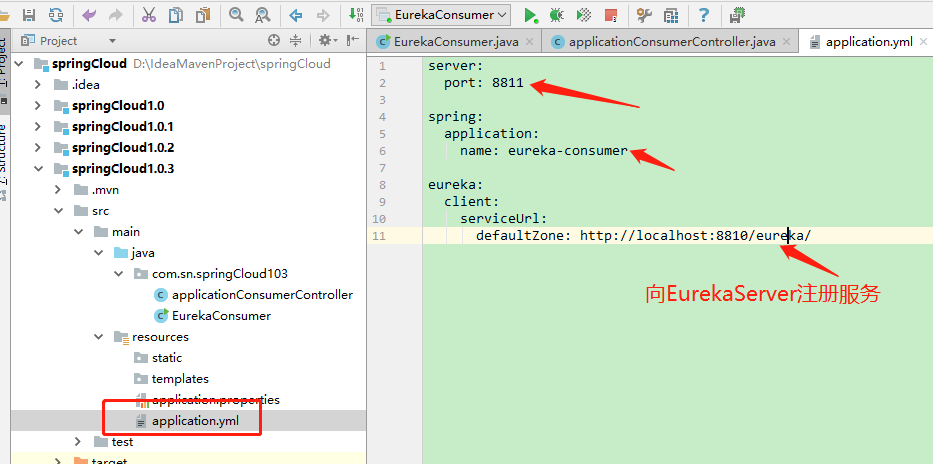 EurekaConsumer
Project
EurekaConsumer.java
applicationConsumerController.java
application.yml
1: Project
Z: Structure
springCloud D:\IdeaMavenProject\springCloud
.idea
springCloud1.0
springCloud1.0.1
springCloud1.0.2
springCloud1.0.3
.mvn
src
main
java
com.sn.springCloud103
applicationConsumerController
EurekaConsumer
resources
static
templates
application.properties
application.yml
test
target
1 server:
2 port: 8811
3
4 spring:
5 application:
6 name: eureka-consumer
7
8 eureka:
9 client:
10 serviceUrl:
11 defaultZone: http://localhost:8810/eureka/
向EurekaServer注册服务